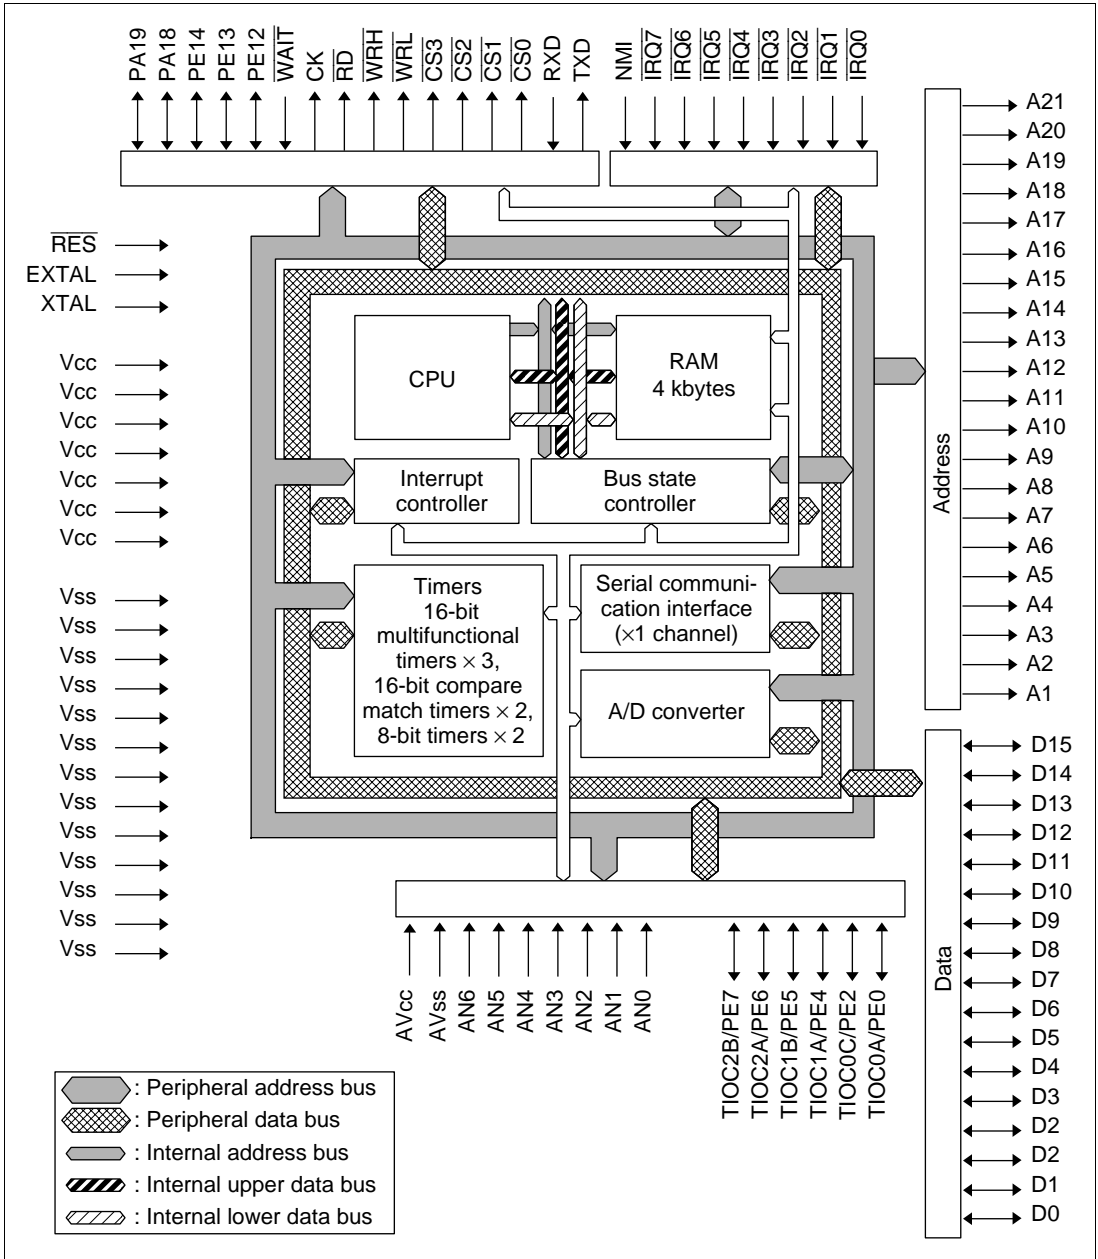 PA19
PA18
PE14
PE13
PE12
WAIT
CK
RD
WRH
WRL
CS3
CS2
CS1
CS0
RXD
TXD
NMI
IRQ7
IRQ6
IRQ5
IRQ4
IRQ3
IRQ2
IRQ1
IRQ0
RES
EXTAL
XTAL
Vcc
Vcc
Vcc
Vcc
Vcc
Vcc
Vcc
Vss
Vss
Vss
Vss
Vss
Vss
Vss
Vss
Vss
Vss
Vss
Vss
Vss
CPU
RAM
4 kbytes
Interrupt
controller
Bus state
controller
Timers
16-bit
multifunctional
timers × 3,
16-bit compare
match timers × 2,
8-bit timers × 2
Serial communi-
cation interface
(×1 channel)
A/D converter
Address
A21
A20
A19
A18
A17
A16
A15
A14
A13
A12
A11
A10
A9
A8
A7
A6
A5
A4
A3
A2
A1
Data
D15
D14
D13
D12
D11
D10
D9
D8
D7
D6
D5
D4
D3
D2
D2
D1
D0
AVcc
AVss
AN6
AN5
AN4
AN3
AN2
AN1
AN0
TIOC2B/PE7
TIOC2A/PE6
TIOC1B/PE5
TIOC1A/PE4
TIOC0C/PE2
TIOC0A/PE0
: Peripheral address bus
: Peripheral data bus
: Internal address bus
: Internal upper data bus
: Internal lower data bus